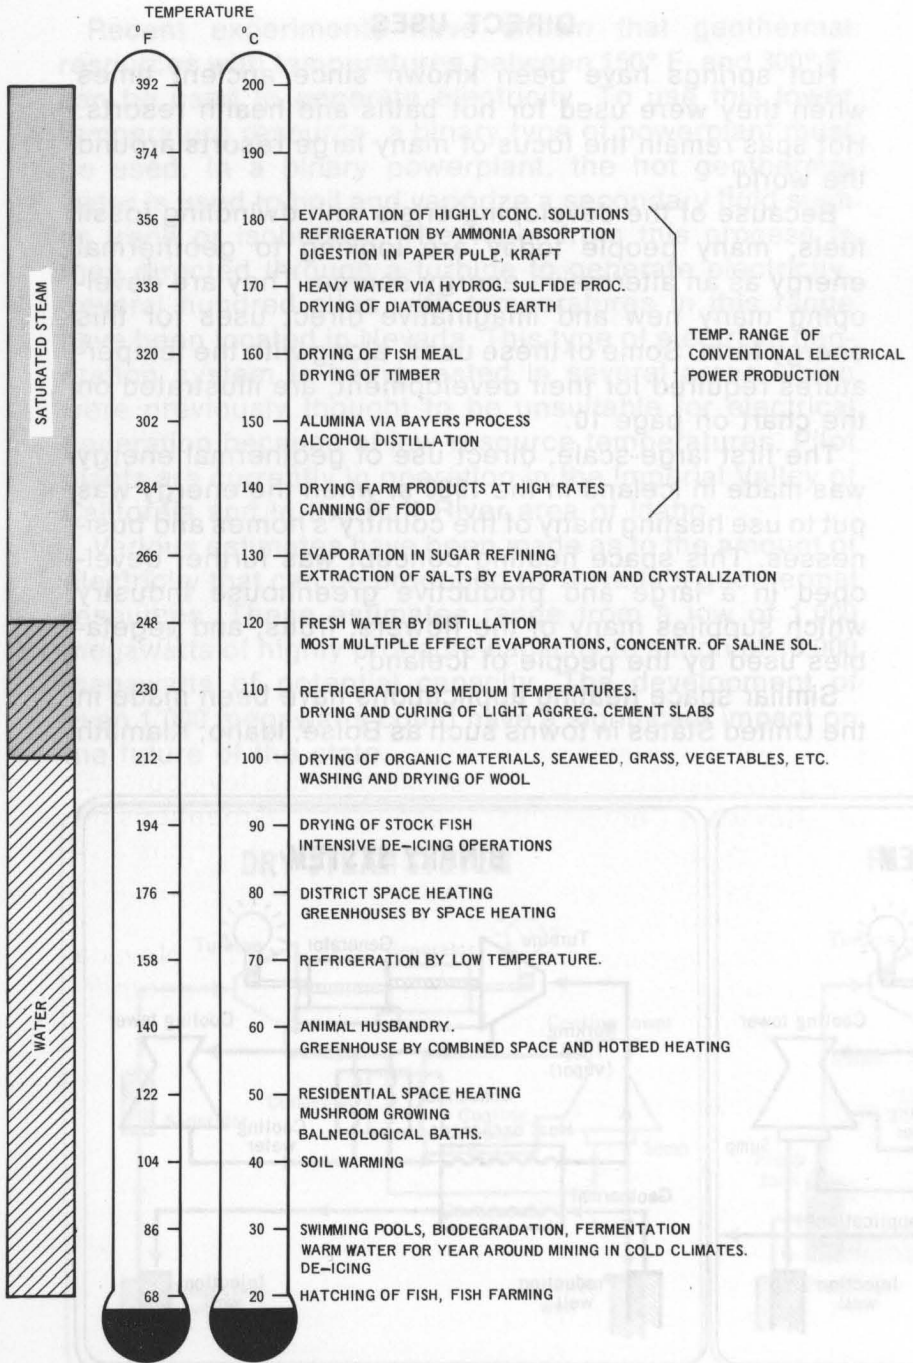 TEMPERATURE
°F °C
392 200
374 190
356 180 EVAPORATION OF HIGHLY CONC. SOLUTIONS
REFRIGERATION BY AMMONIA ABSORPTION
DIGESTION IN PAPER PULP, KRAFT
338 170 HEAVY WATER VIA HYDROG. SULFIDE PROC.
DRYING OF DIATOMACEOUS EARTH
TEMP. RANGE OF
CONVENTIONAL ELECTRICAL
POWER PRODUCTION
320 160 DRYING OF FISH MEAL
DRYING OF TIMBER
302 150 ALUMINA VIA BAYERS PROCESS
ALCOHOL DISTILLATION
284 140 DRYING FARM PRODUCTS AT HIGH RATES
CANNING OF FOOD
266 130 EVAPORATION IN SUGAR REFINING
EXTRACTION OF SALTS BY EVAPORATION AND CRYSTALIZATION
248 120 FRESH WATER BY DISTILLATION
MOST MULTIPLE EFFECT EVAPORATIONS, CONCENTR. OF SALINE SOL.
230 110 REFRIGERATION BY MEDIUM TEMPERATURES.
DRYING AND CURING OF LIGHT AGGREG. CEMENT SLABS
212 100 DRYING OF ORGANIC MATERIALS, SEAWEED, GRASS, VEGETABLES, ETC.
WASHING AND DRYING OF WOOL
194 90 DRYING OF STOCK FISH
INTENSIVE DE-ICING OPERATIONS
176 80 DISTRICT SPACE HEATING
GREENHOUSES BY SPACE HEATING
158 70 REFRIGERATION BY LOW TEMPERATURE.
140 60 ANIMAL HUSBANDRY.
GREENHOUSE BY COMBINED SPACE AND HOTBED HEATING
122 50 RESIDENTIAL SPACE HEATING
MUSHROOM GROWING
BALNEOLOGICAL BATHS.
104 40 SOIL WARMING
86 30 SWIMMING POOLS, BIODEGRADATION, FERMENTATION
WARM WATER FOR YEAR AROUND MINING IN COLD CLIMATES.
DE-ICING
68 20 HATCHING OF FISH, FISH FARMING
SATURATED STEAM
WATER